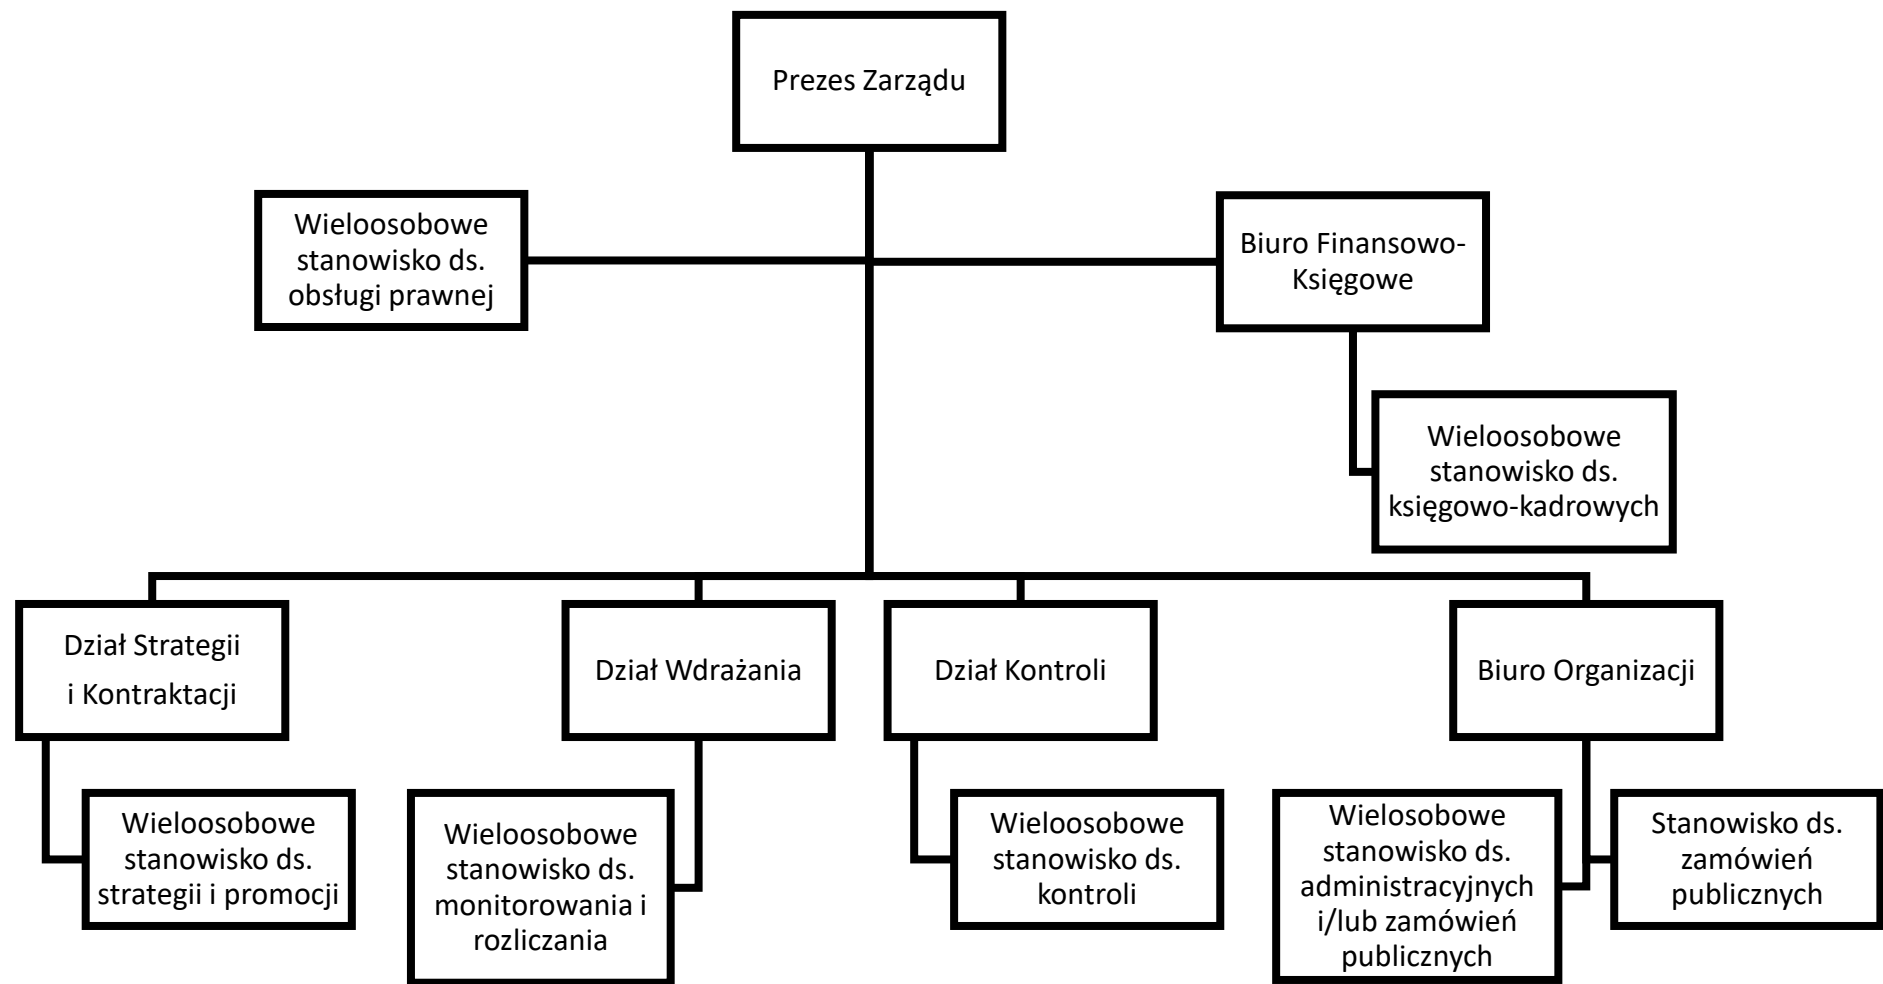 Prezes Zarządu
Wieloosobowe
stanowisko ds.
obsługi prawnej
Biuro Finansowo-
Księgowe
Wieloosobowe
stanowisko ds.
księgowo-kadrowych
Dział Strategii
i Kontraktacji
Dział Wdrażania
Dział Kontroli
Biuro Organizacji
Wieloosobowe
stanowisko ds.
strategii i promocji
Wieloosobowe
stanowisko ds.
monitorowania i
rozliczania
Wieloosobowe
stanowisko ds.
kontroli
Wielosobowe
stanowisko ds.
administracyjnych
i/lub zamówień
publicznych
Stanowisko ds.
zamówień
publicznych